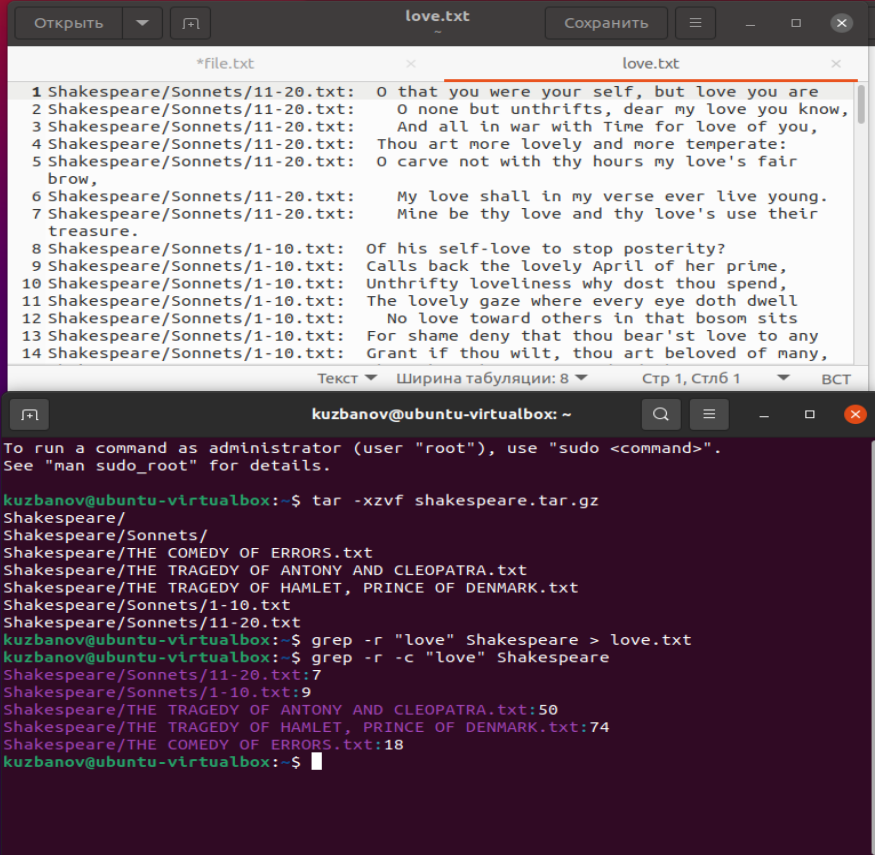 Открыть
love.txt
~
Сохранить
*file.txt
love.txt
1 Shakespeare/Sonnets/11-20.txt:  O that you were your self, but love you are
2 Shakespeare/Sonnets/11-20.txt:    O none but unthrifts, dear my love you know,
3 Shakespeare/Sonnets/11-20.txt:    And all in war with Time for love of you,
4 Shakespeare/Sonnets/11-20.txt:  Thou art more lovely and more temperate:
5 Shakespeare/Sonnets/11-20.txt:  O carve not with thy hours my love's fair
brow,
6 Shakespeare/Sonnets/11-20.txt:    My love shall in my verse ever live young.
7 Shakespeare/Sonnets/11-20.txt:    Mine be thy love and thy love's use their
treasure.
8 Shakespeare/Sonnets/1-10.txt:  Of his self-love to stop posterity?
9 Shakespeare/Sonnets/1-10.txt:  Calls back the lovely April of her prime,
10 Shakespeare/Sonnets/1-10.txt:  Unthrifty loveliness why dost thou spend,
11 Shakespeare/Sonnets/1-10.txt:  The lovely gaze where every eye doth dwell
12 Shakespeare/Sonnets/1-10.txt:    No love toward others in that bosom sits
13 Shakespeare/Sonnets/1-10.txt:  For shame deny that thou bear'st love to any
14 Shakespeare/Sonnets/1-10.txt:  Grant if thou wilt, thou art beloved of many,
Текст Ширина табуляции: 8 Стр 1, Стлб 1 ВСТ
kuzbanov@ubuntu-virtualbox: ~
To run a command as administrator (user "root"), use "sudo <command>".
See "man sudo_root" for details.
kuzbanov@ubuntu-virtualbox:~$ tar -xzvf shakespeare.tar.gz
Shakespeare/
Shakespeare/Sonnets/
Shakespeare/THE COMEDY OF ERRORS.txt
Shakespeare/THE TRAGEDY OF ANTONY AND CLEOPATRA.txt
Shakespeare/THE TRAGEDY OF HAMLET, PRINCE OF DENMARK.txt
Shakespeare/Sonnets/1-10.txt
Shakespeare/Sonnets/11-20.txt
kuzbanov@ubuntu-virtualbox:~$ grep -r "love" Shakespeare > love.txt
kuzbanov@ubuntu-virtualbox:~$ grep -r -c "love" Shakespeare
Shakespeare/Sonnets/11-20.txt:7
Shakespeare/Sonnets/1-10.txt:9
Shakespeare/THE TRAGEDY OF ANTONY AND CLEOPATRA.txt:50
Shakespeare/THE TRAGEDY OF HAMLET, PRINCE OF DENMARK.txt:74
Shakespeare/THE COMEDY OF ERRORS.txt:18
kuzbanov@ubuntu-virtualbox:~$